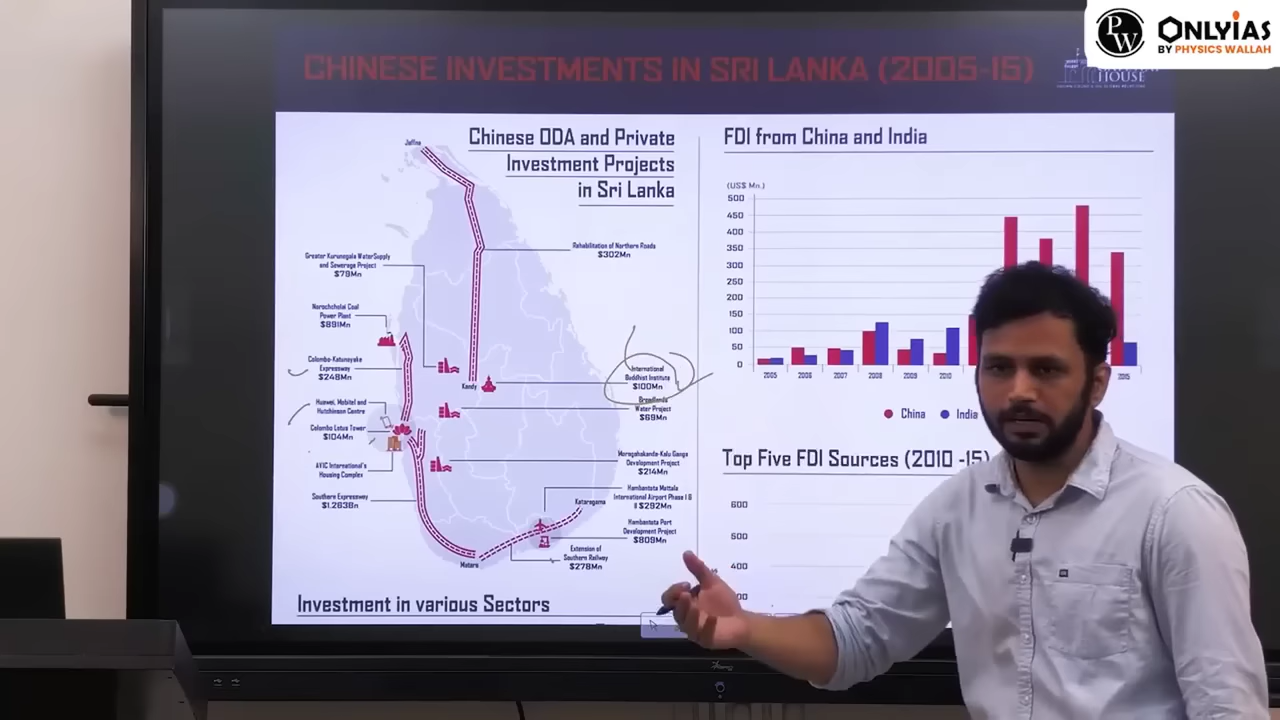 PW
ONLYIAS
BY PHYSICS WALLAH
CHINESE INVESTMENTS IN SRI LANKA (2005-15)
HOUSE
Chinese ODA and Private
Investment Projects
in Sri Lanka
Jaffna
Rehabilitation of Northern Roads
$302Mn
Greater Kurunegala WaterSupply
and Sewerage Project
$79Mn
Norochcholai Coal
Power Plant
$891Mn
Colombo-Katuneyake
Expressway
$248Mn
Huawei, Mobitel and
Hutchinson Centre
Colombo Lotus Tower
$104Mn
AVIC International's
Housing Complex
Southern Expressway
$1.263Bn
Kandy
International
Buddhist Institute
$100Mn
Broadlands
Water Project
$69Mn
Moragahakanda-Kalu Ganga
Development Project
$214Mn
Hambantota Mattala
International Airport Phase I &
II $292Mn
Kataragama
Hambantota Port
Development Project
$809Mn
Extension of
Southern Railway
$278Mn
Matara
Investment in various Sectors
FDI from China and India
(US$ Mn.)
500
450
400
350
300
250
200
150
100
50
0
2005
2006
2007
2008
2009
2010
2015
China
India
Top Five FDI Sources (2010 -15)
600
500
400